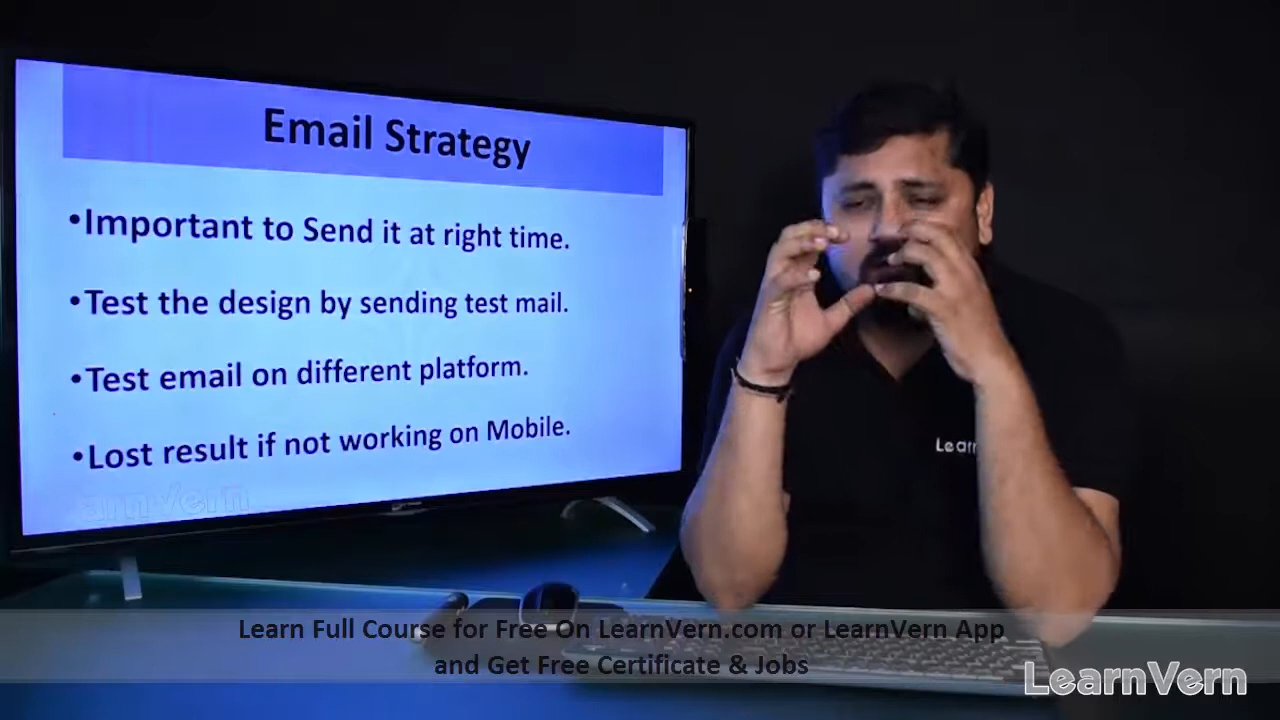 Email Strategy
•Important to Send it at right time.
•Test the design by sending test mail.
•Test email on different platform.
•Lost result if not working on Mobile.
arnVern
Lear
Learn Full Course for Free On LearnVern.com or LearnVern App
and Get Free Certificate & Jobs
LearnVern